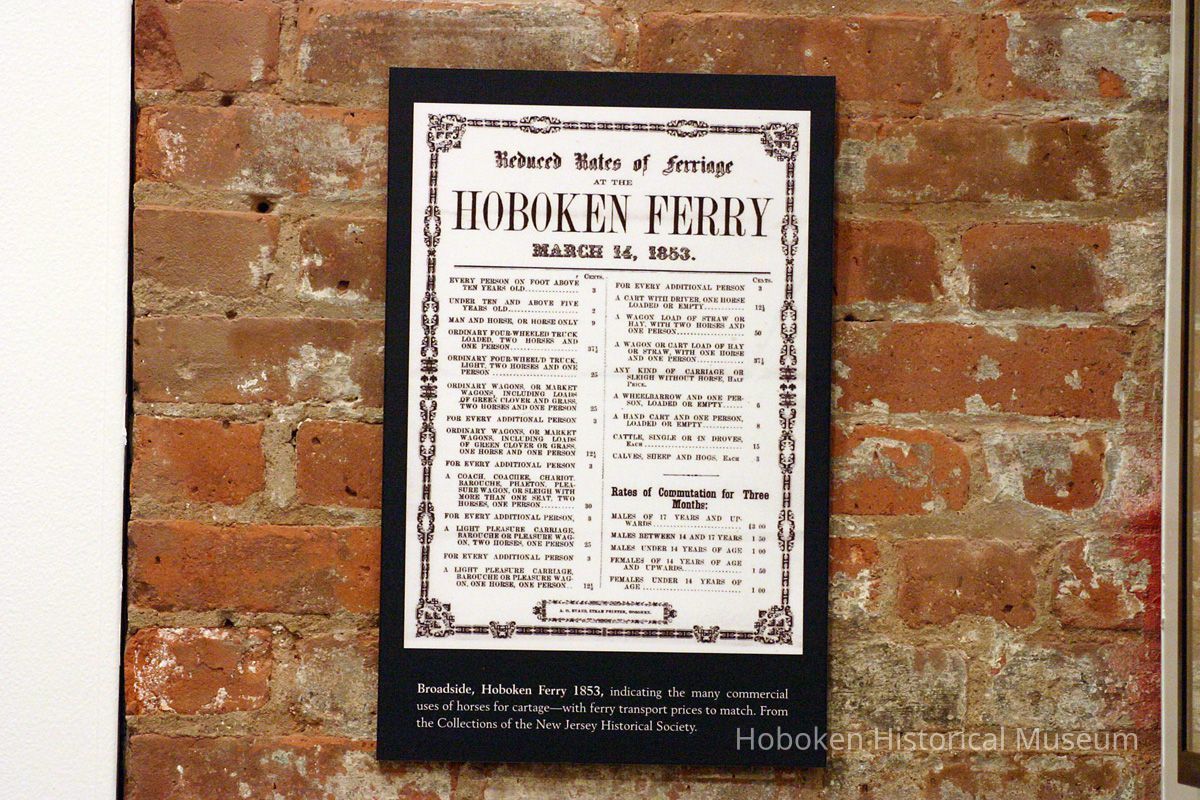 Reduced Rates of Ferriage
AT THE
HOBOKEN FERRY
MARCH 14, 1853.
Cents.
EVERY PERSON ON FOOT ABOVE
TEN YEARS OLD.............. 3
UNDER TEN AND ABOVE FIVE
YEARS OLD.................. 2
MAN AND HORSE, OR HORSE ONLY 9
ORDINARY FOUR-WHEELED TRUCK
LOADED, TWO HORSES AND
ONE PERSON................. 37½
ORDINARY FOUR-WHEEL'D TRUCK,
LIGHT, TWO HORSES AND ONE
PERSON ..................... 25
ORDINARY WAGONS, OR MARKET
WAGONS, INCLUDING LOADS
OF GREEN CLOVER AND GRASS,
TWO HORSES AND ONE PERSON 25
FOR EVERY ADDITIONAL PERSON 3
ORDINARY WAGONS, OR MARKET
WAGONS, INCLUDING LOADS
OF GREEN CLOVER OR GRASS,
ONE HORSE AND ONE PERSON 12½
FOR EVERY ADDITIONAL PERSON 3
A COACH, COACHEE, CHARIOT,
BAROUCHE, PHAETON, PLEA-
SURE WAGON, OR SLEIGH WITH
MORE THAN ONE SEAT, TWO
HORSES, ONE PERSON.......... 30
FOR EVERY ADDITIONAL PERSON, 3
A LIGHT PLEASURE CARRIAGE,
BAROUCHE OR PLEASURE WAG-
ON, TWO HORSES, ONE PERSON 25
FOR EVERY ADDITIONAL PERSON 3
A LIGHT PLEASURE CARRIAGE,
BAROUCHE OR PLEASURE WAG-
ON, ONE HORSE, ONE PERSON.. 12½
Cents.
FOR EVERY ADDITIONAL PERSON 3
A CART WITH DRIVER, ONE HORSE
LOADED OR EMPTY............ 12½
A WAGON LOAD OF STRAW OR
HAY, WITH TWO HORSES AND
ONE PERSON................. 50
A WAGON OR CART LOAD OF HAY
OR STRAW, WITH ONE HORSE
AND ONE PERSON............. 37½
ANY KIND OF CARRIAGE OR
SLEIGH WITHOUT HORSE, Half
Price.
A WHEELBARROW AND ONE PER-
SON, LOADED OR EMPTY...... 6
A HAND CART AND ONE PERSON,
LOADED OR EMPTY............ 8
CATTLE, SINGLE OR IN DROVES,
Each ....................... 15
CALVES, SHEEP AND HOGS, Each 3
Rates of Commutation for Three
Months:
MALES OF 17 YEARS AND UP-
WARDS ..................... $3 00
MALES BETWEEN 14 AND 17 YEARS 1 50
MALES UNDER 14 YEARS OF AGE 1 00
FEMALES OF 14 YEARS OF AGE
AND UPWARDS................ 1 50
FEMALES UNDER 14 YEARS OF
AGE ........................ 1 00
STEAM PRINTER, HOBOKEN.
Broadside, Hoboken Ferry 1853, indicating the many commercial
uses of horses for cartage—with ferry transport prices to match. From
the Collections of the New Jersey Historical Society.
Hoboken Historical Museum